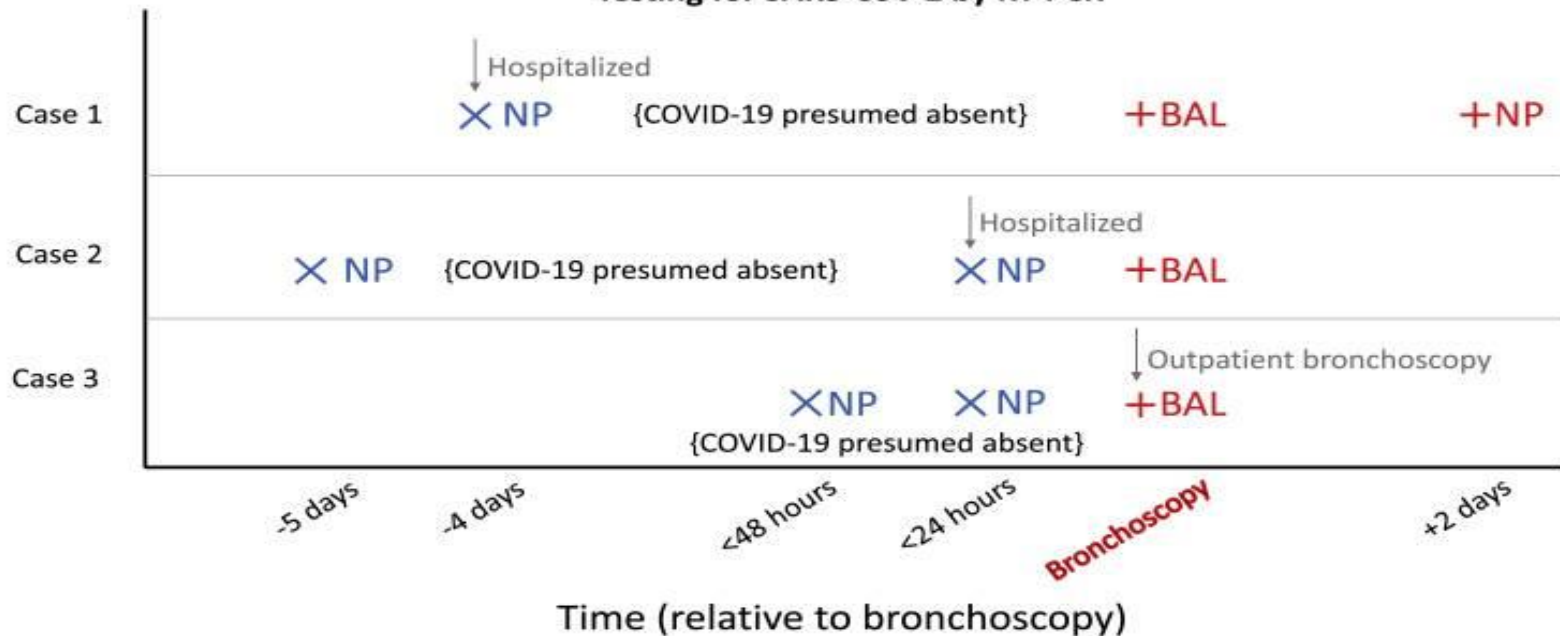 Hospitalized
Case 1
× NP
{COVID-19 presumed absent}
+BAL
+NP
Hospitalized
Case 2
× NP
{COVID-19 presumed absent}
× NP
+BAL
Case 3
Outpatient bronchoscopy
×NP
× NP
+BAL
{COVID-19 presumed absent}
-5 days
-4 days
<48 hours
<24 hours
Bronchoscopy
+2 days
Time (relative to bronchoscopy)